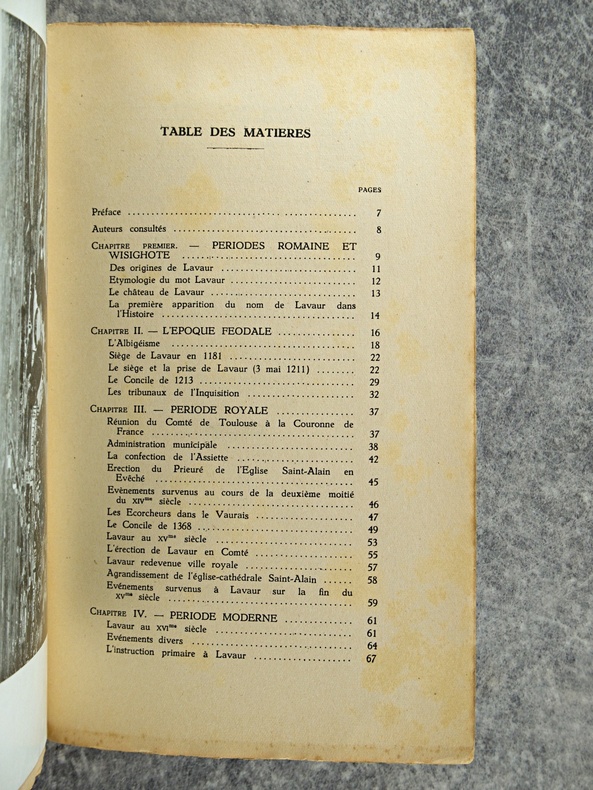 TABLE DES MATIERES
PAGES
Préface 7
Auteurs consultés 8
CHAPITRE PREMIER. — PERIODES ROMAINE ET
WISIGHOTE 9
Des origines de Lavaur 11
Etymologie du mot Lavaur 12
Le château de Lavaur 13
La première apparition du nom de Lavaur dans
l'Histoire 14
CHAPITRE II. — L'EPOQUE FEODALE 16
L'Albigéisme 18
Siège de Lavaur en 1181 22
Le siège et la prise de Lavaur (3 mai 1211) 22
Le Concile de 1213 29
Les tribunaux de l'Inquisition 32
CHAPITRE III. — PERIODE ROYALE 37
Réunion du Comté de Toulouse à la Couronne de
France 37
Administration municipale 38
La confection de l'Assiette 42
Erection du Prieuré de l'Eglise Saint-Alain en
Evêché 45
Evènements survenus au cours de la deuxième moitié
du XIVme siècle 46
Les Ecorcheurs dans le Vaurais 47
Le Concile de 1368 49
Lavaur au XVme siècle 53
L'érection de Lavaur en Comté 55
Lavaur redevenue ville royale 57
Agrandissement de l'église-cathédrale Saint-Alain 58
Evénements survenus à Lavaur sur la fin du
XVme siècle 59
CHAPITRE IV. — PERIODE MODERNE 61
Lavaur au XVIme siècle 61
Evénements divers 64
L'instruction primaire à Lavaur 67